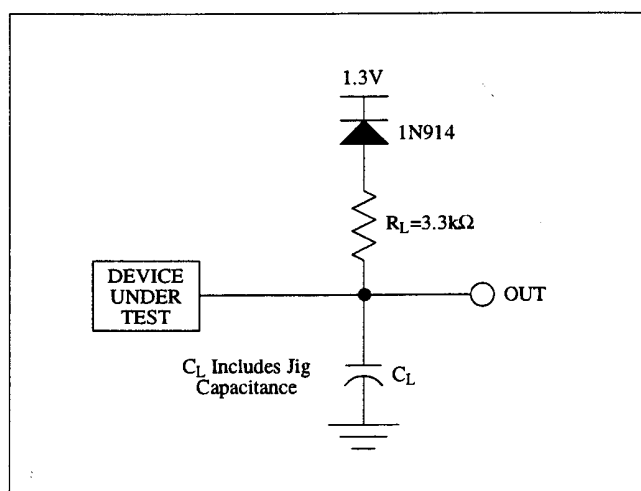 1.3V
1N914
R_L=3.3kΩ
DEVICE
UNDER
TEST
OUT
C_L Includes Jig
Capacitance
C_L